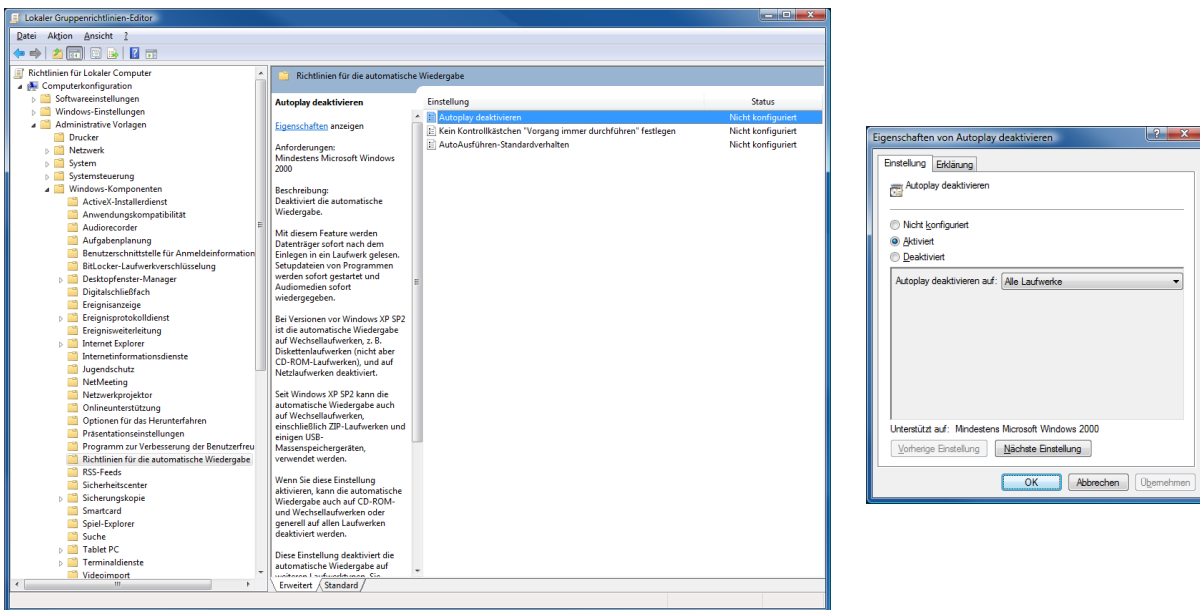 Lokaler Gruppenrichtlinien-Editor
Datei Aktion Ansicht ?
Richtlinien für Lokaler Computer
Computerkonfiguration
Softwareeinstellungen
Windows-Einstellungen
Administrative Vorlagen
Drucker
Netzwerk
System
Systemsteuerung
Windows-Komponenten
ActiveX-Installerdienst
Anwendungskompatibilität
Audiorecorder
Aufgabenplanung
Benutzerschnittstelle für Anmeldeinformation
BitLocker-Laufwerkverschlüsselung
Desktopfenster-Manager
Digitalschließfach
Ereignisanzeige
Ereignisprotokolldienst
Ereignisweiterleitung
Internet Explorer
Internetinformationsdienste
Jugendschutz
NetMeeting
Netzwerkprojektor
Onlineunterstützung
Optionen für das Herunterfahren
Präsentationseinstellungen
Programm zur Verbesserung der Benutzerfreu
Richtlinien für die automatische Wiedergabe
RSS-Feeds
Sicherheitscenter
Sicherungskopie
Smartcard
Spiel-Explorer
Suche
Tablet PC
Terminaldienste
Videoimport
Richtlinien für die automatische Wiedergabe
Autoplay deaktivieren
Eigenschaften anzeigen
Anforderungen:
Mindestens Microsoft Windows
2000
Beschreibung:
Deaktiviert die automatische
Wiedergabe.
Mit diesem Feature werden
Datenträger sofort nach dem
Einlegen in ein Laufwerk gelesen.
Setupdateien von Programmen
werden sofort gestartet und
Audiomedien sofort
wiedergegeben.
Bei Versionen vor Windows XP SP2
ist die automatische Wiedergabe
auf Wechsellaufwerken, z. B.
Diskettenlaufwerken (nicht aber
CD-ROM-Laufwerken), und auf
Netzlaufwerken deaktiviert.
Seit Windows XP SP2 kann die
automatische Wiedergabe auch
auf Wechsellaufwerken,
einschließlich ZIP-Laufwerken und
einigen USB-
Massenspeichergeräten,
verwendet werden.
Wenn Sie diese Einstellung
aktivieren, kann die automatische
Wiedergabe auch auf CD-ROM-
und Wechsellaufwerken oder
generell auf allen Laufwerken
deaktiviert werden.
Diese Einstellung deaktiviert die
automatische Wiedergabe auf
weiteren Laufwerktypen. Sie
Einstellung Status
Autoplay deaktivieren Nicht konfiguriert
Kein Kontrollkästchen "Vorgang immer durchführen" festlegen Nicht konfiguriert
AutoAusführen-Standardverhalten Nicht konfiguriert
Erweitert Standard
Eigenschaften von Autoplay deaktivieren
Einstellung Erklärung
Autoplay deaktivieren
Nicht konfiguriert
Aktiviert
Deaktiviert
Autoplay deaktivieren auf: Alle Laufwerke
Unterstützt auf: Mindestens Microsoft Windows 2000
Vorherige Einstellung Nächste Einstellung
OK Abbrechen Übernehmen